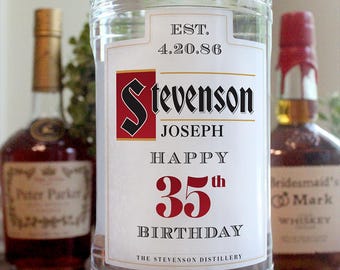 EST.
4.20.86
Stevenson
JOSEPH
HAPPY
35th
BIRTHDAY
THE STEVENSON DISTILLERY
Peter Parker
Bridesmaid's
Mark
WHISKEY